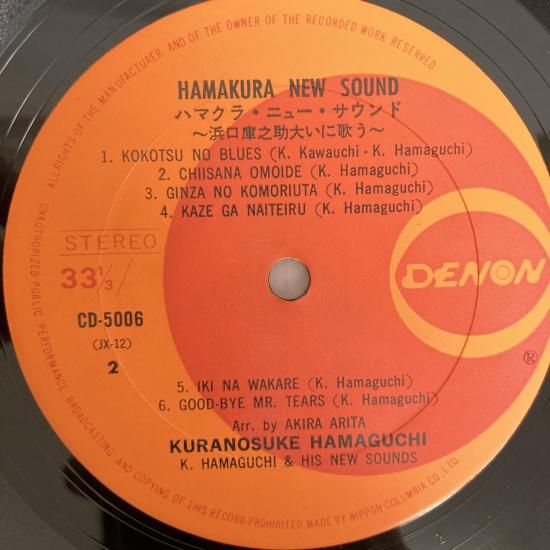 ALL RIGHTS OF THE MANUFACTURER AND OF THE OWNER OF THE RECORDED WORK RESERVED
HAMAKURA NEW SOUND
ハマクラ・ニュー・サウンド
～浜口庫之助大いに歌う～
1. KOKOTSU NO BLUES (K. Kawauchi - K. Hamaguchi)
2. CHIISANA OMOIDE (K. Hamaguchi)
3. GINZA NO KOMORIUTA (K. Hamaguchi)
4. KAZE GA NAITEIRU (K. Hamaguchi)
STEREO
33 1/3/
DENON
®
CD-5006
(JX-12)
2
5. IKI NA WAKARE (K. Hamaguchi)
6. GOOD-BYE MR. TEARS (K. Hamaguchi)
Arr. by AKIRA ARITA
KURANOSUKE HAMAGUCHI
K. HAMAGUCHI & HIS NEW SOUNDS
UNAUTHORIZED PUBLIC PERFORMANCE, BROADCASTING AND COPYING OF THIS RECORD PROHIBITED. MADE BY NIPPON COLUMBIA CO. LTD.